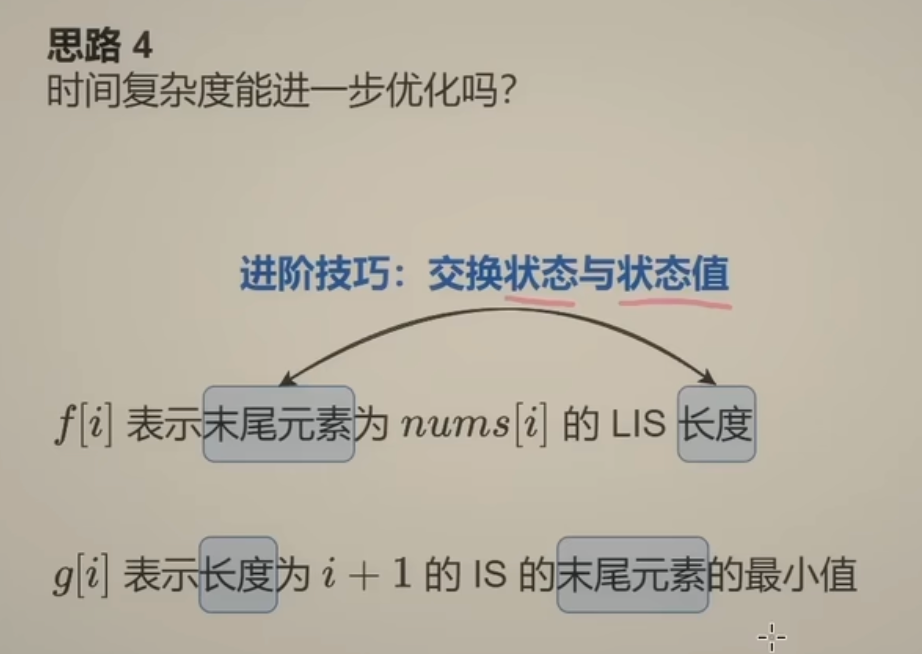 思路 4
时间复杂度能进一步优化吗?
进阶技巧：交换状态与状态值
f[i] 表示末尾元素为 nums[i] 的 LIS 长度
g[i] 表示长度为 i + 1 的 IS 的末尾元素的最小值